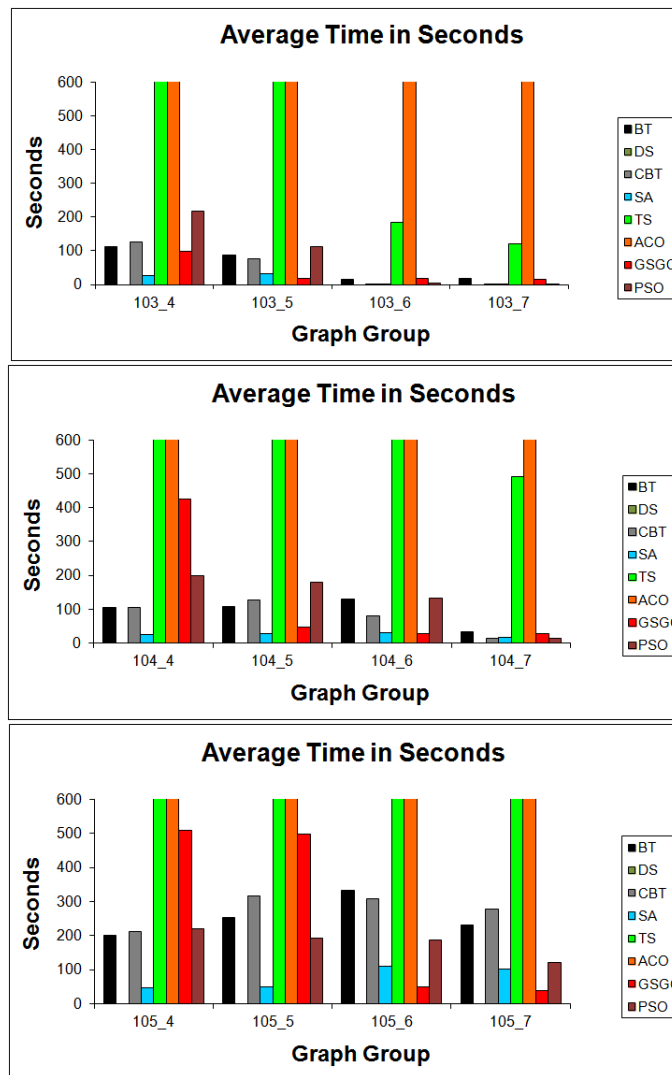 Average Time in Seconds
600
500
400
300
200
100
0
Seconds
103_4 103_5 103_6 103_7
Graph Group
BT
DS
CBT
SA
TS
ACO
GSGC
PSO
Average Time in Seconds
600
500
400
300
200
100
0
Seconds
104_4 104_5 104_6 104_7
Graph Group
BT
DS
CBT
SA
TS
ACO
GSGC
PSO
Average Time in Seconds
600
500
400
300
200
100
0
Seconds
105_4 105_5 105_6 105_7
Graph Group
BT
DS
CBT
SA
TS
ACO
GSGC
PSO